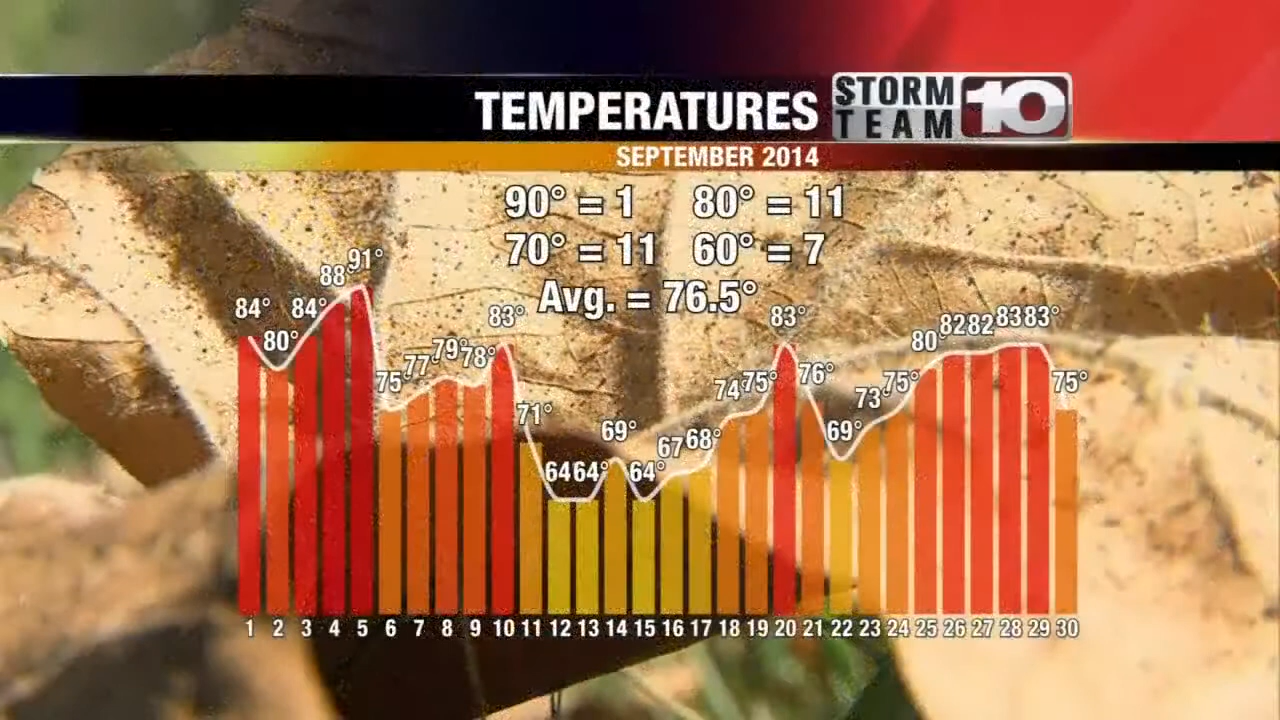 TEMPERATURES
STORM TEAM 10
SEPTEMBER 2014
90° = 1 80° = 11
70° = 11 60° = 7
Avg. = 76.5°
84° 80° 84° 88° 91° 75° 77° 79° 78° 83° 71° 64 64° 69° 64° 67 68° 74 75° 83° 76° 69° 73 75° 80 82 82 83 83° 75°
1 2 3 4 5 6 7 8 9 10 11 12 13 14 15 16 17 18 19 20 21 22 23 24 25 26 27 28 29 30